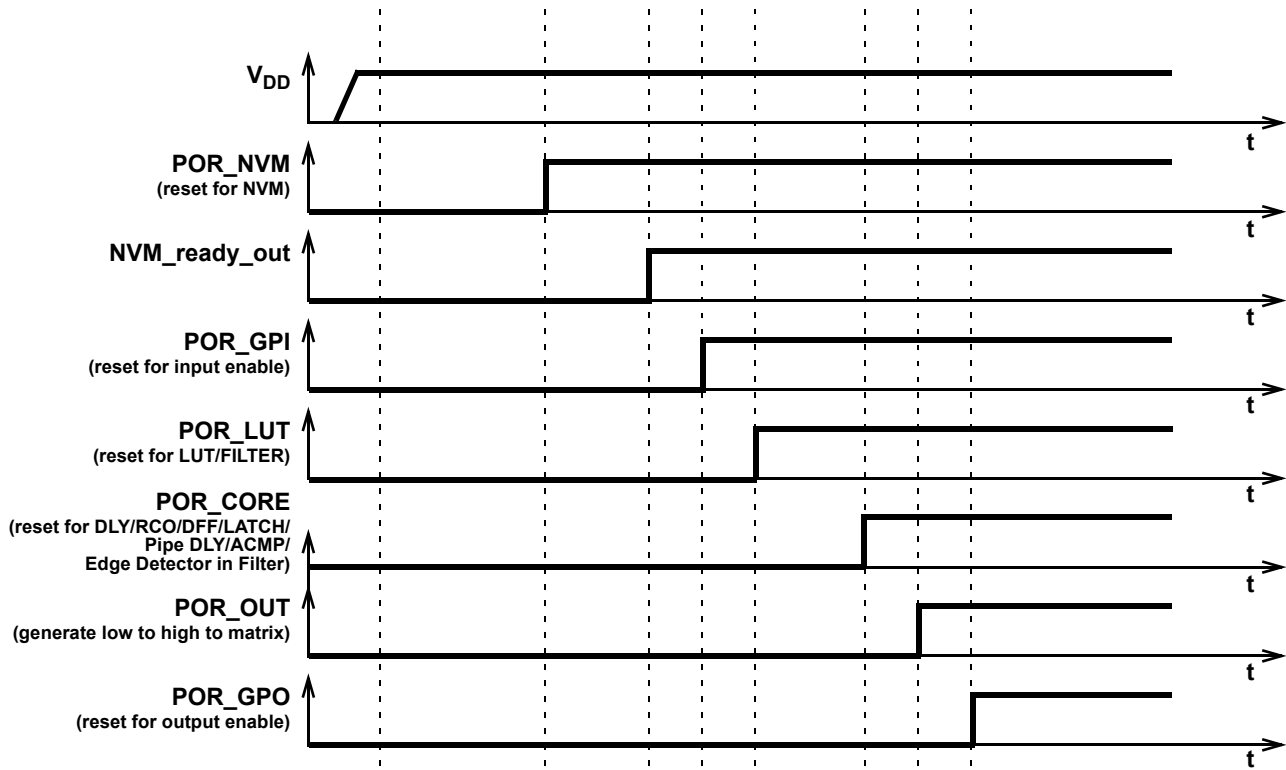 VDD
t
POR_NVM
(reset for NVM)
t
NVM_ready_out
t
POR_GPI
(reset for input enable)
t
POR_LUT
(reset for LUT/FILTER)
t
POR_CORE
(reset for DLY/RCO/DFF/LATCH/
Pipe DLY/ACMP/
Edge Detector in Filter)
t
POR_OUT
(generate low to high to matrix)
t
POR_GPO
(reset for output enable)
t